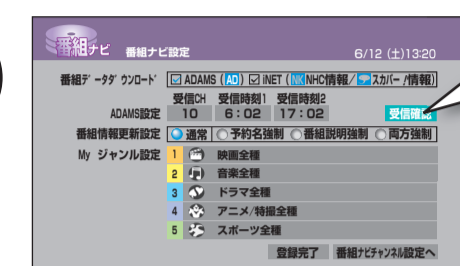 番組ナビ 番組ナビ設定 6/12 (土)13:20
番組ﾃﾞｰﾀﾀﾞｳﾝﾛｰﾄﾞ ☑ ADAMS (AD) ☑ iNET (NK NHC情報/スカパー!情報)
受信CH 受信時刻1 受信時刻2
ADAMS設定 10 6:02 17:02 受信確認
番組情報更新設定 通常 予約名強制 番組説明強制 両方強制
My ジャンル設定 1 映画全種
2 音楽全種
3 ドラマ全種
4 アニメ/特撮全種
5 スポーツ全種
登録完了 番組ナビチャンネル設定へ